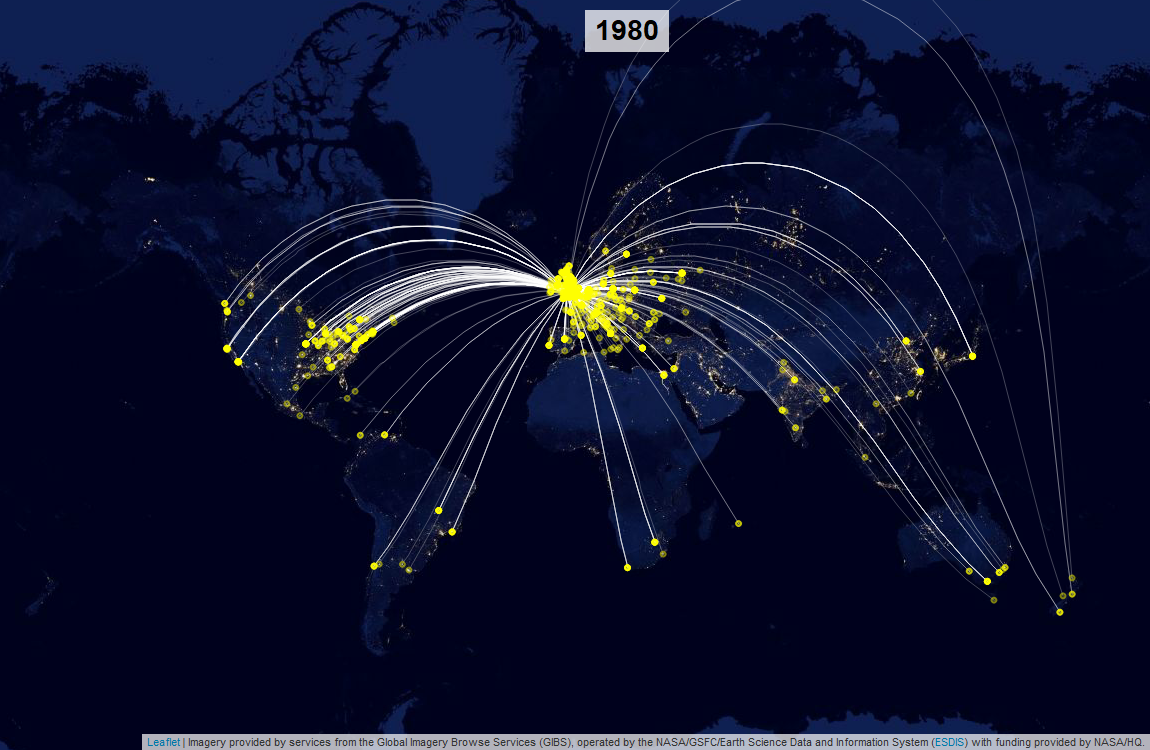 1980
Leaflet | Imagery provided by services from the Global Imagery Browse Services (GIBS), operated by the NASA/GSFC/Earth Science Data and Information System (ESDIS) with funding provided by NASA/HQ.